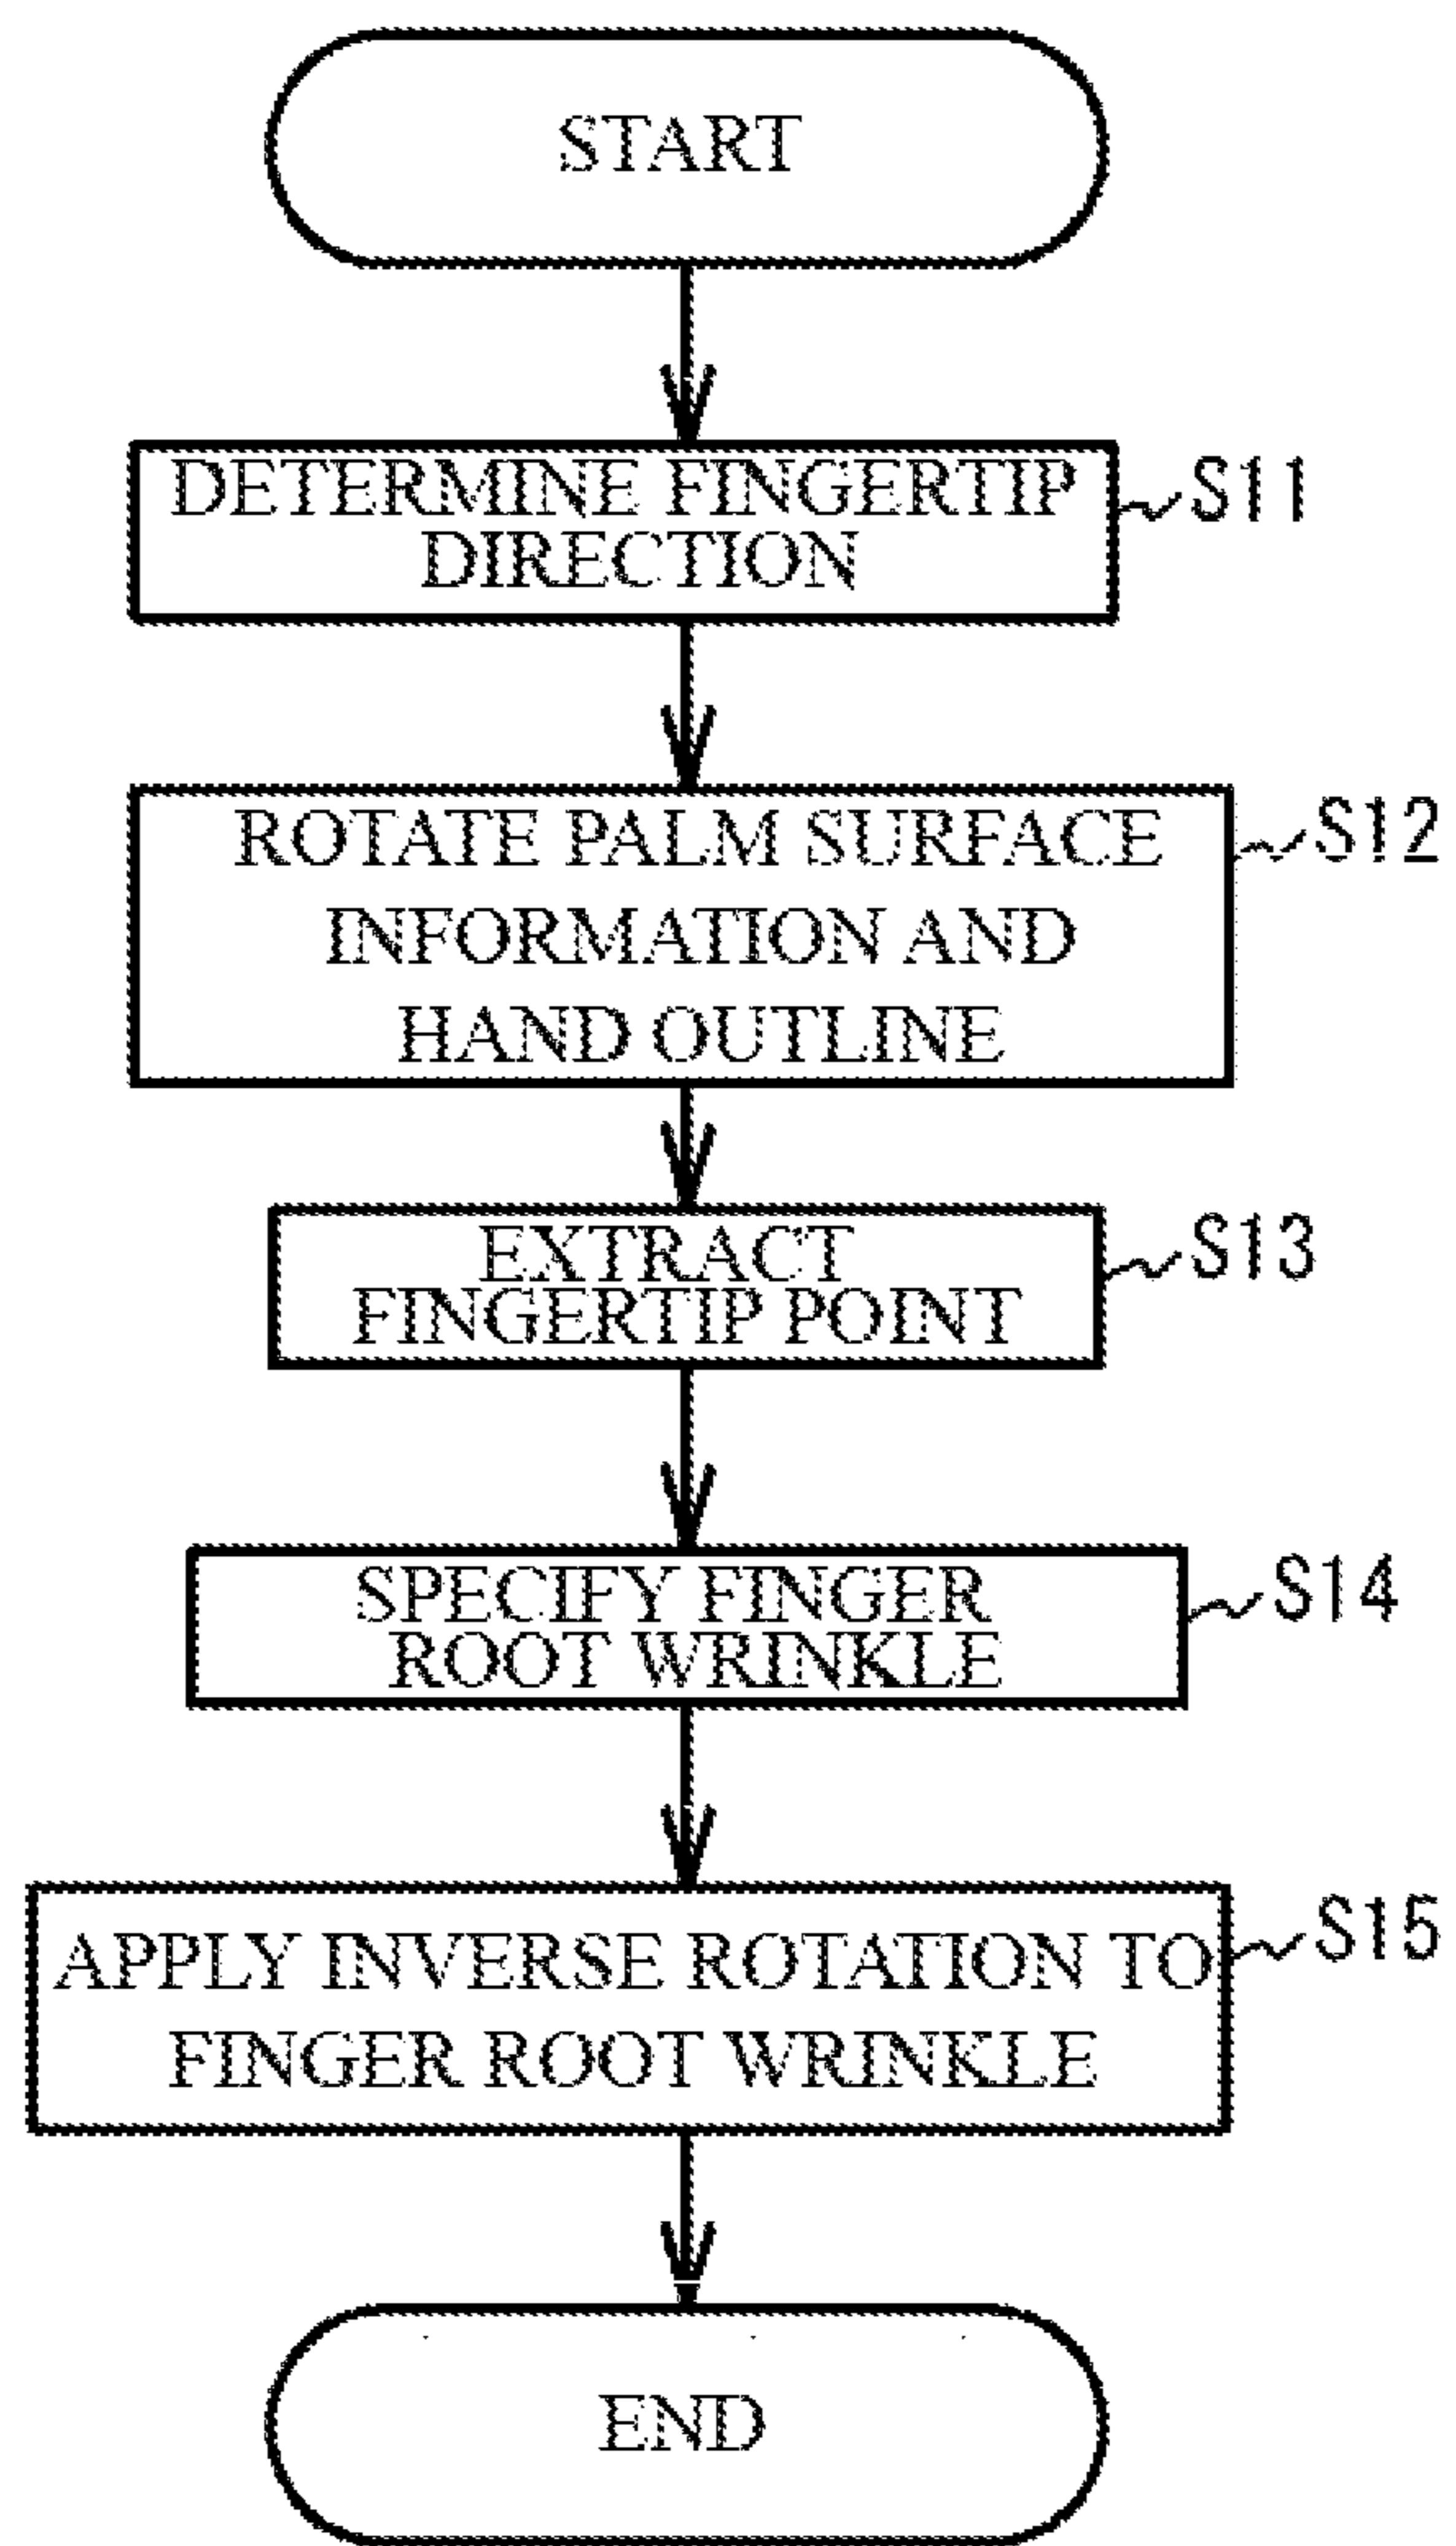 START
DETERMINE FINGERTIP
DIRECTION
S11
ROTATE PALM SURFACE
INFORMATION AND
HAND OUTLINE
S12
EXTRACT
FINGERTIP POINT
S13
SPECIFY FINGER
ROOT WRINKLE
S14
APPLY INVERSE ROTATION TO
FINGER ROOT WRINKLE
S15
END